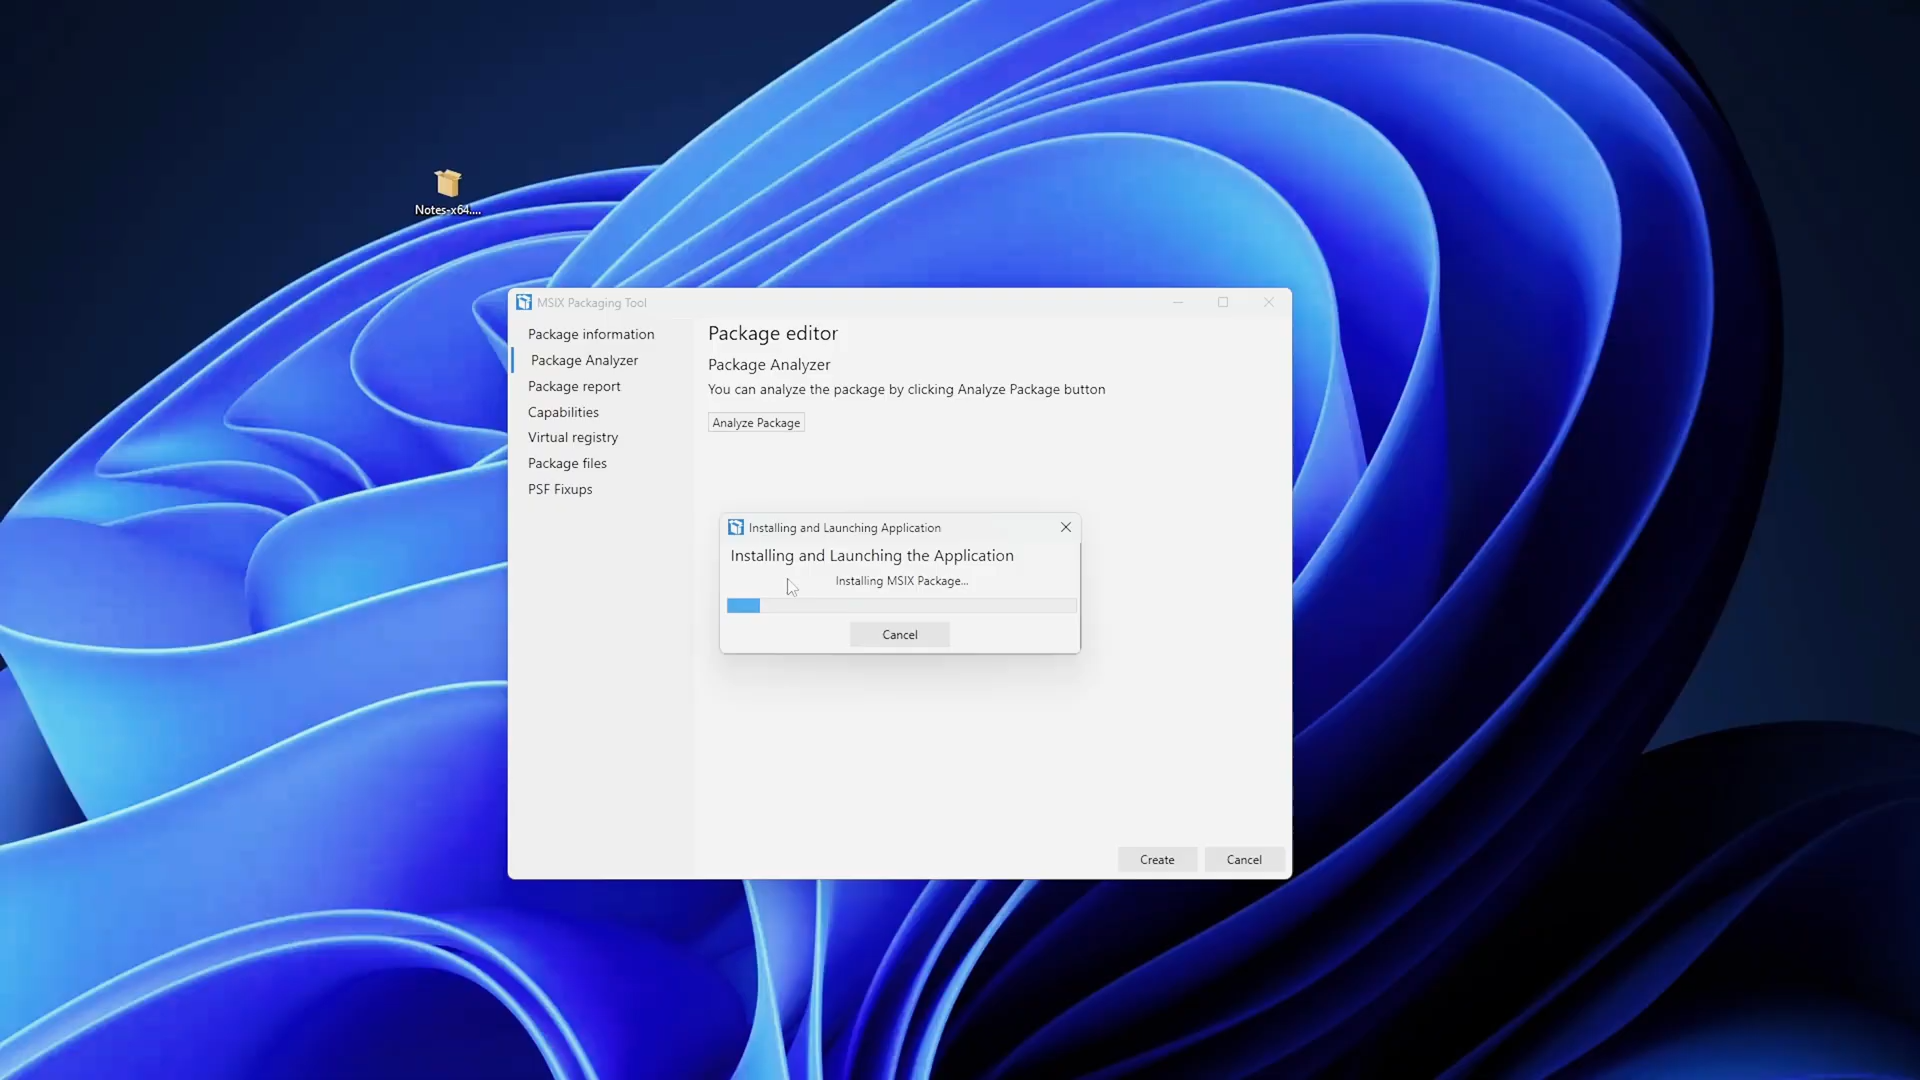 Notes-x64....
MSIX Packaging Tool
Package information
Package Analyzer
Package report
Capabilities
Virtual registry
Package files
PSF Fixups
Package editor
Package Analyzer
You can analyze the package by clicking Analyze Package button
Analyze Package
Installing and Launching Application
Installing and Launching the Application
Installing MSIX Package...
Cancel
Create
Cancel